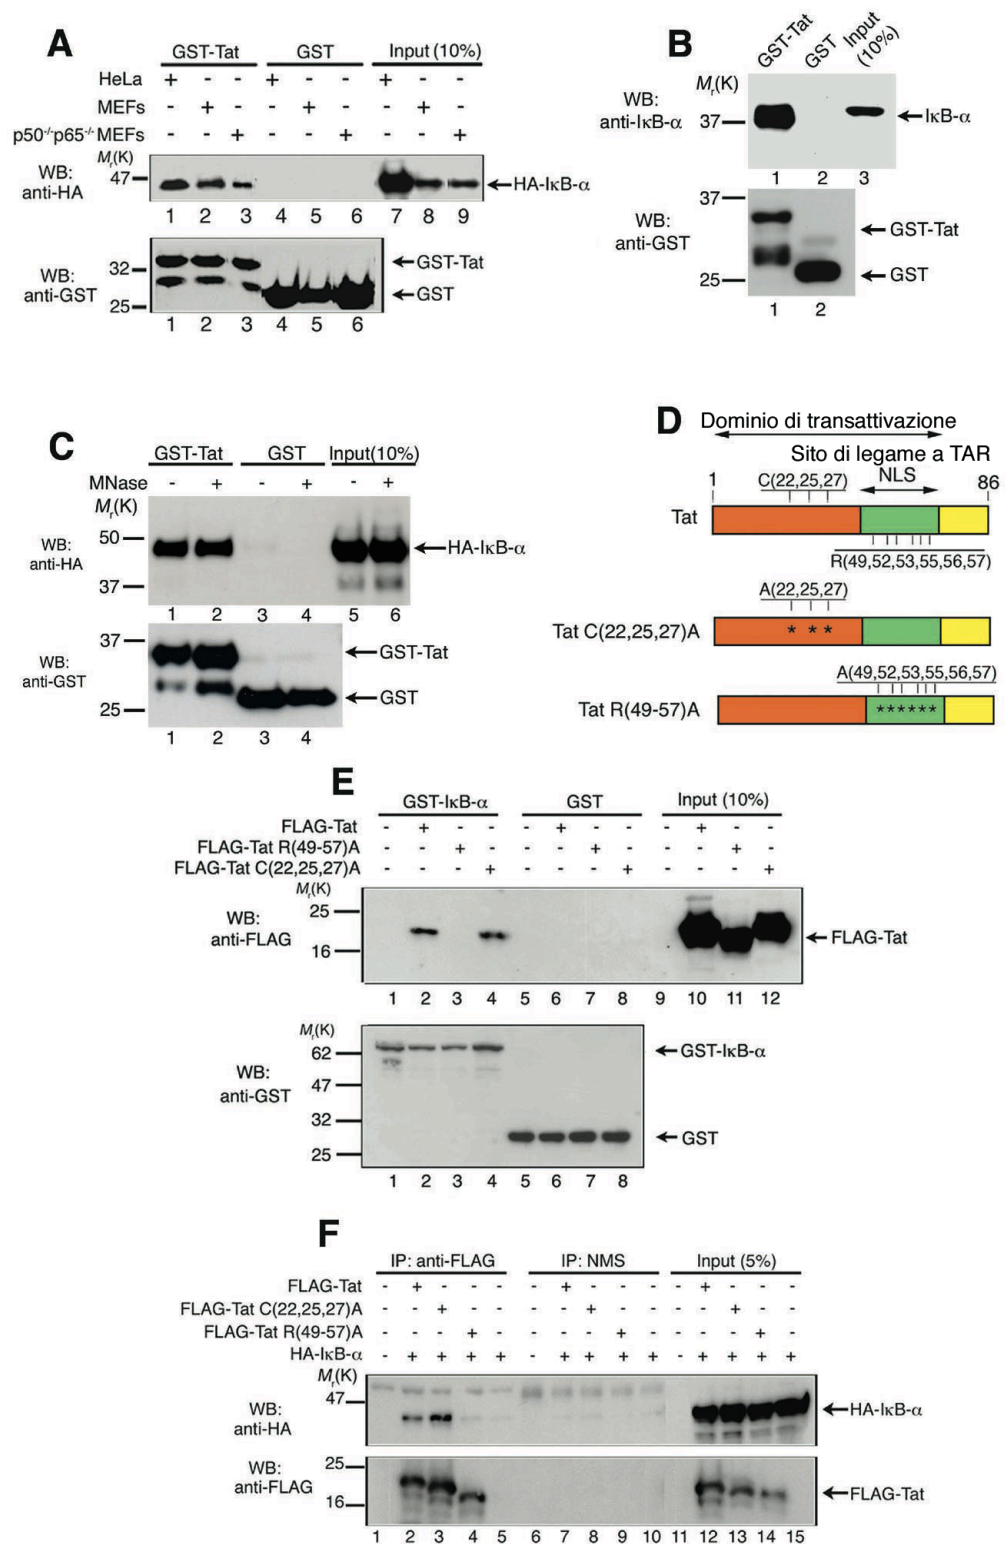 A
GST-Tat GST Input (10%)
HeLa + - - + - - + - -
MEFs - + - - + - - + -
p50-/-p65-/-MEFs - - + - - + - - +
Mr(K)
WB: anti-HA
47
HA-IκB-α
1 2 3 4 5 6 7 8 9
WB: anti-GST
32
25
GST-Tat
GST
1 2 3 4 5 6
B
GST-Tat GST Input (10%)
Mr(K)
WB: anti-IκB-α
37
IκB-α
1 2 3
37
WB: anti-GST
GST-Tat
25
GST
1 2
C
GST-Tat GST Input(10%)
MNase - + - + - +
Mr(K)
50
WB: anti-HA
HA-IκB-α
37
1 2 3 4 5 6
37
WB: anti-GST
GST-Tat
25
GST
1 2 3 4
D
Dominio di transattivazione
Sito di legame a TAR
1 C(22,25,27) NLS 86
Tat
R(49,52,53,55,56,57)
A(22,25,27)
Tat C(22,25,27)A * * *
A(49,52,53,55,56,57)
Tat R(49-57)A ******
E
GST-IκB-α GST Input (10%)
FLAG-Tat - + - - - + - - - + - -
FLAG-Tat R(49-57)A - - + - - - + - - - + -
FLAG-Tat C(22,25,27)A - - - + - - - + - - - +
Mr(K)
25
WB: anti-FLAG
16
FLAG-Tat
1 2 3 4 5 6 7 8 9 10 11 12
Mr(K)
62
GST-IκB-α
WB: anti-GST
47
32
GST
25
1 2 3 4 5 6 7 8
F
IP: anti-FLAG IP: NMS Input (5%)
FLAG-Tat - + - - - - + - - - - + - - -
FLAG-Tat C(22,25,27)A - - + - - - - + - - - - + - -
FLAG-Tat R(49-57)A - - - + - - - - + - - - - + -
HA-IκB-α - + + + + - + + + + - + + + +
Mr(K)
47
WB: anti-HA
HA-IκB-α
25
WB: anti-FLAG
16
FLAG-Tat
1 2 3 4 5 6 7 8 9 10 11 12 13 14 15